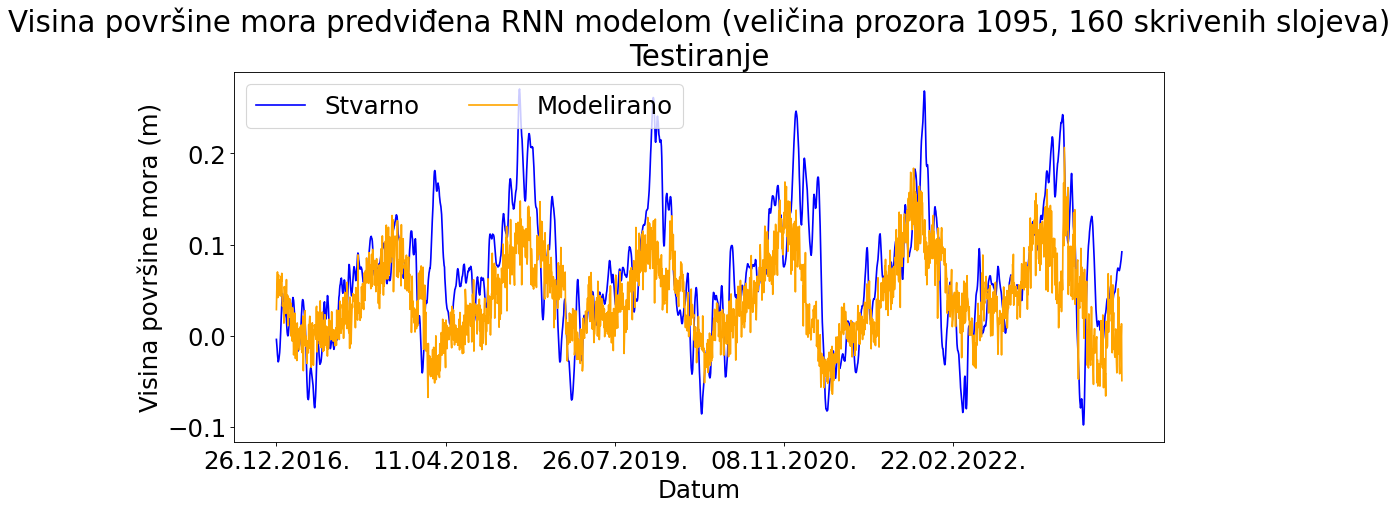 Visina površine mora predviđena RNN modelom (veličina prozora 1095, 160 skrivenih slojeva)
Testiranje
Stvarno Modelirano
Visina površine mora (m)
0.2
0.1
0.0
−0.1
26.12.2016. 11.04.2018. 26.07.2019. 08.11.2020. 22.02.2022.
Datum